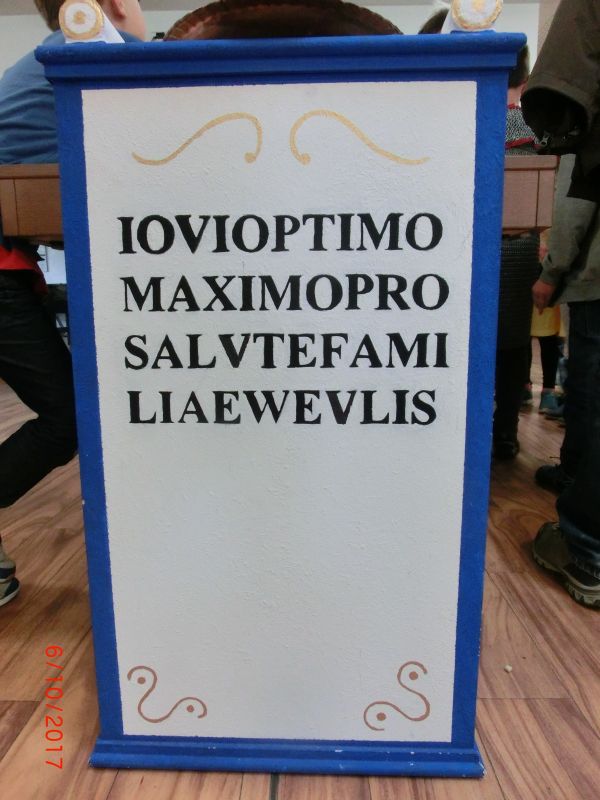 IOVIOPTIMO
MAXIMOPRO
SALVTEFAMI
LIAEWEVLIS
6/10/2017